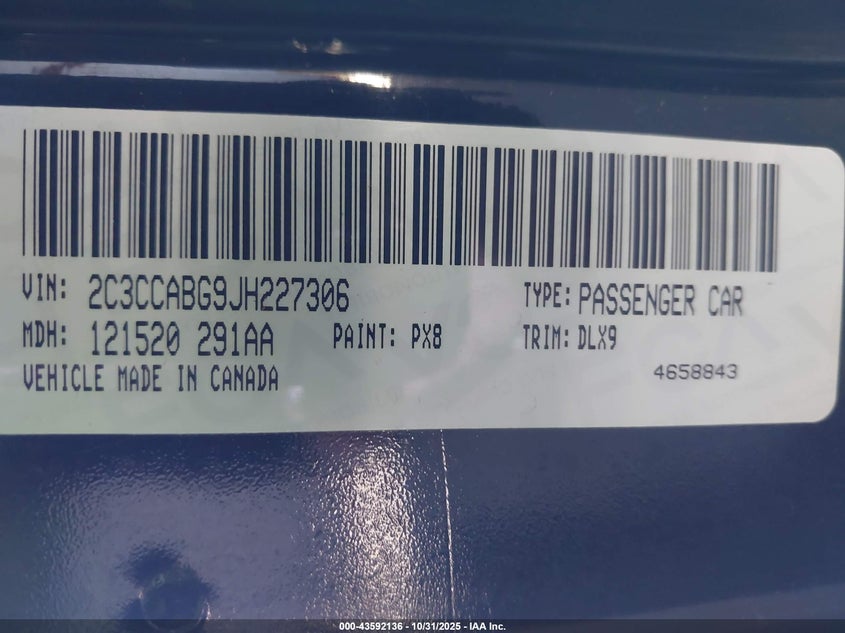 VIN: 2C3CCABG9JH227306 TYPE: PASSENGER CAR
MDH: 121520 291AA PAINT: PX8 TRIM: DLX9
VEHICLE MADE IN CANADA 4658843
000-43592136 - 10/31/2025 - IAA Inc.